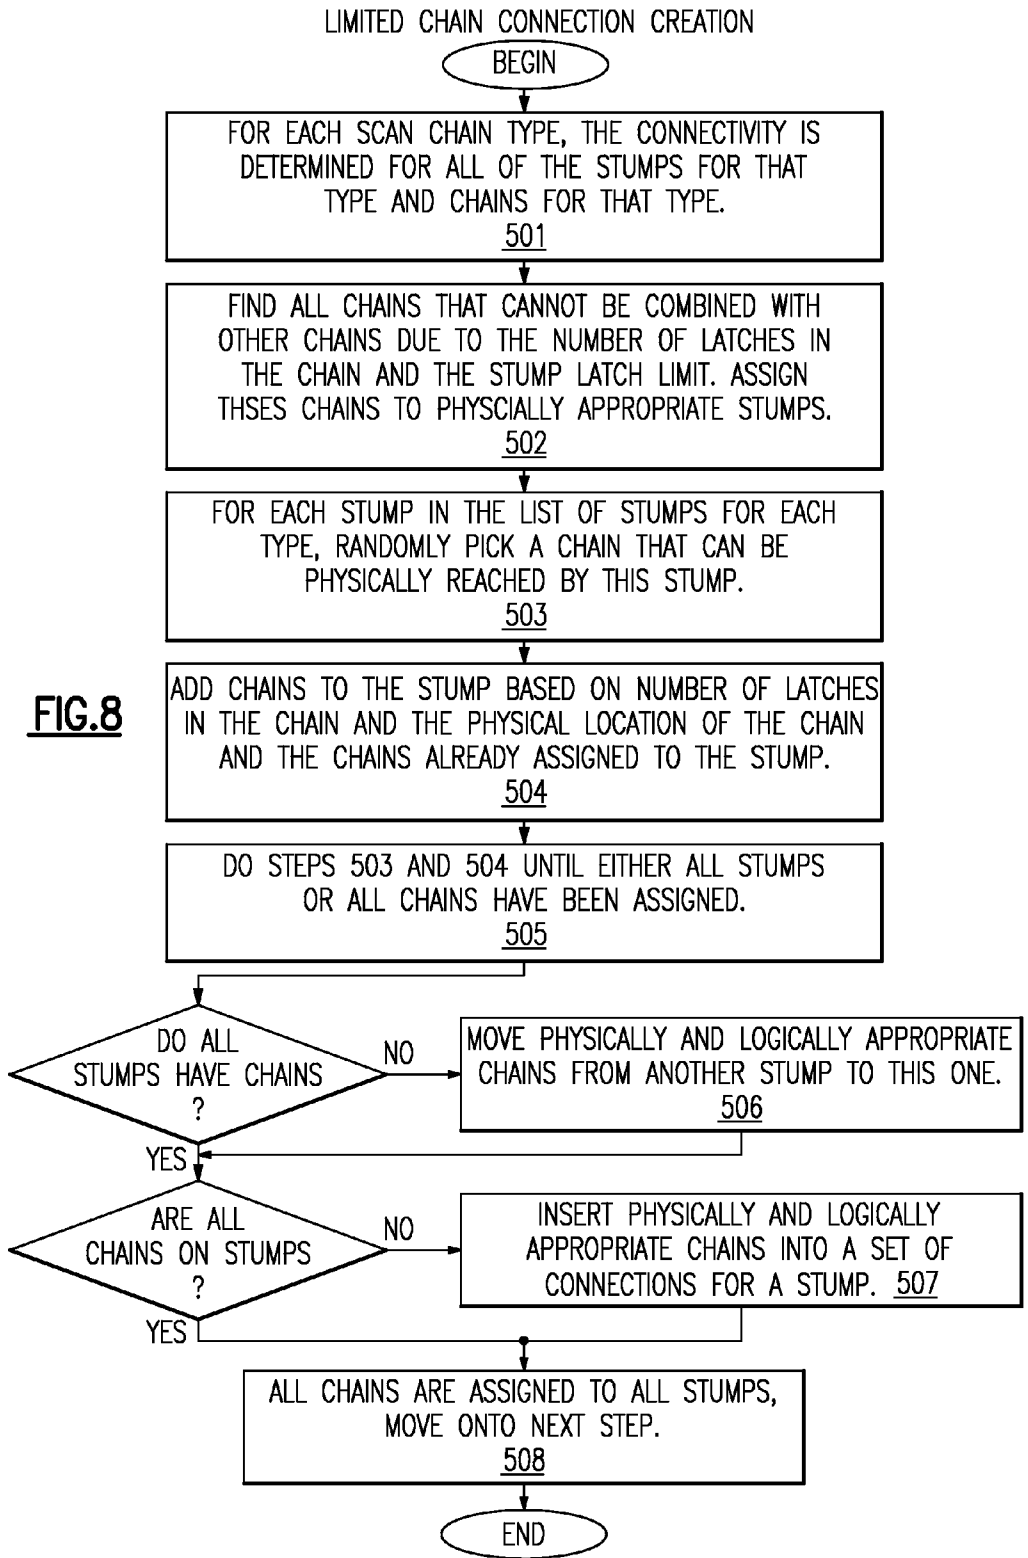 LIMITED CHAIN CONNECTION CREATION
BEGIN
FOR EACH SCAN CHAIN TYPE, THE CONNECTIVITY IS
DETERMINED FOR ALL OF THE STUMPS FOR THAT
TYPE AND CHAINS FOR THAT TYPE.
501
FIND ALL CHAINS THAT CANNOT BE COMBINED WITH
OTHER CHAINS DUE TO THE NUMBER OF LATCHES IN
THE CHAIN AND THE STUMP LATCH LIMIT. ASSIGN
THSES CHAINS TO PHYSCIALLY APPROPRIATE STUMPS.
502
FOR EACH STUMP IN THE LIST OF STUMPS FOR EACH
TYPE, RANDOMLY PICK A CHAIN THAT CAN BE
PHYSICALLY REACHED BY THIS STUMP.
503
FIG.8
ADD CHAINS TO THE STUMP BASED ON NUMBER OF LATCHES
IN THE CHAIN AND THE PHYSICAL LOCATION OF THE CHAIN
AND THE CHAINS ALREADY ASSIGNED TO THE STUMP.
504
DO STEPS 503 AND 504 UNTIL EITHER ALL STUMPS
OR ALL CHAINS HAVE BEEN ASSIGNED.
505
DO ALL
STUMPS HAVE CHAINS
?
NO
MOVE PHYSICALLY AND LOGICALLY APPROPRIATE
CHAINS FROM ANOTHER STUMP TO THIS ONE.
506
YES
ARE ALL
CHAINS ON STUMPS
?
NO
INSERT PHYSICALLY AND LOGICALLY
APPROPRIATE CHAINS INTO A SET OF
CONNECTIONS FOR A STUMP. 507
YES
ALL CHAINS ARE ASSIGNED TO ALL STUMPS,
MOVE ONTO NEXT STEP.
508
END